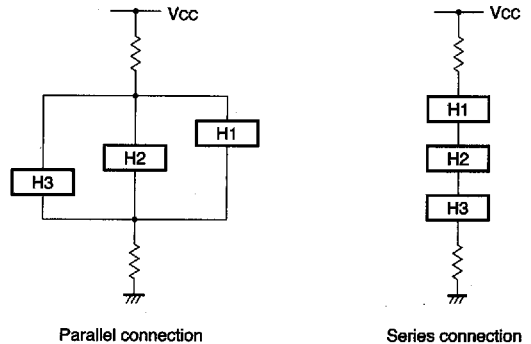 Vcc
Vcc
H1
H2
H3
H1
H2
H3
Parallel connection
Series connection